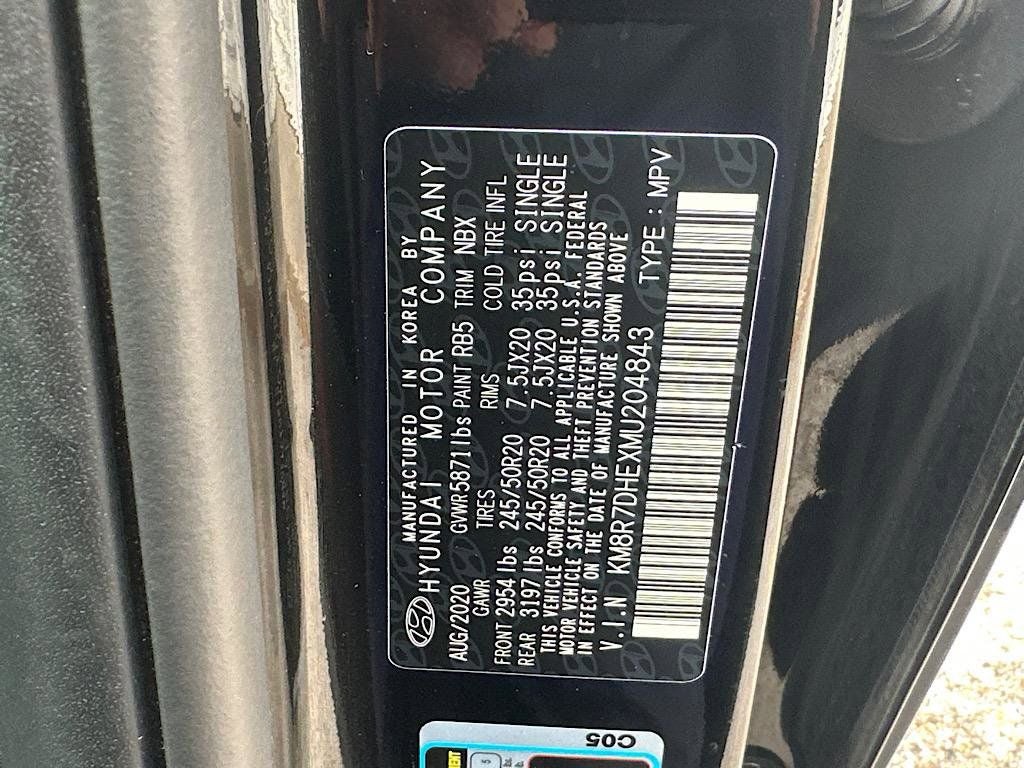 MANUFACTURED IN KOREA BY
HYUNDAI MOTOR COMPANY
AUG/2020 GVWR5871lbs PAINT RB5 TRIM NBX
GAWR TIRES RIMS COLD TIRE INFL
FRONT 2954 lbs 245/50R20 7.5JX20 35psi SINGLE
REAR 3197 lbs 245/50R20 7.5JX20 35psi SINGLE
THIS VEHICLE CONFORMS TO ALL APPLICABLE U.S.A. FEDERAL
MOTOR VEHICLE SAFETY AND THEFT PREVENTION STANDARDS
IN EFFECT ON THE DATE OF MANUFACTURE SHOWN ABOVE
V.I.N KM8R7DHEXMU204843 TYPE : MPV
C05
5